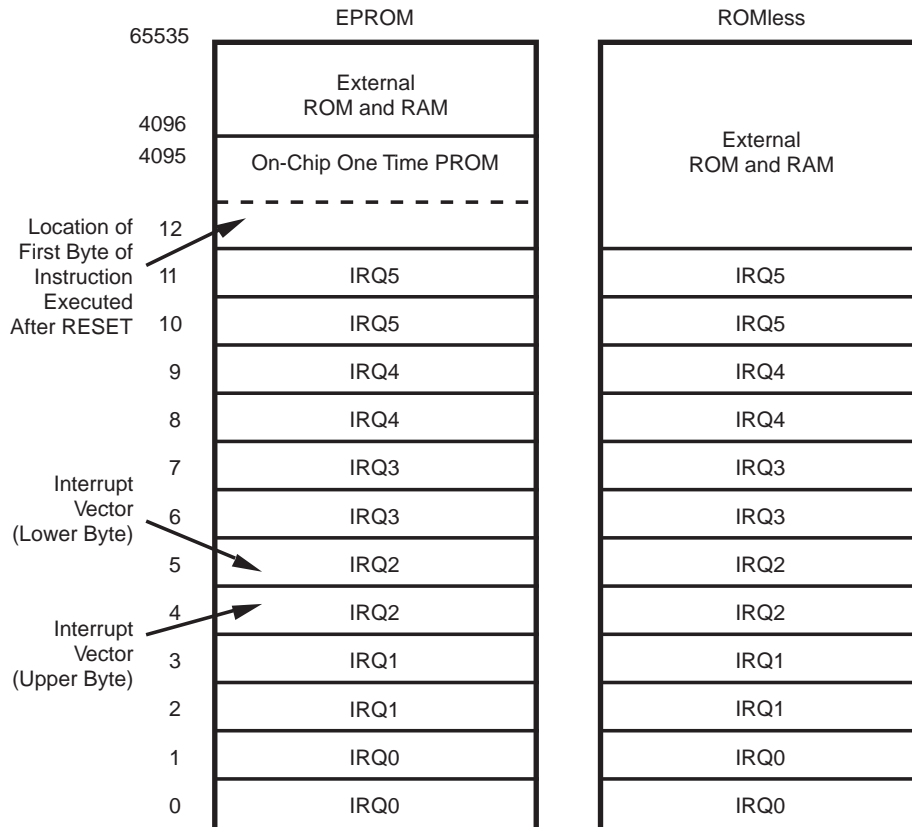 EPROM
ROMless
65535
External
ROM and RAM
4096
4095
On-Chip One Time PROM
External
ROM and RAM
Location of
First Byte of
Instruction
Executed
After RESET
12
11
IRQ5
IRQ5
10
IRQ5
IRQ5
9
IRQ4
IRQ4
8
IRQ4
IRQ4
7
IRQ3
IRQ3
Interrupt
Vector
(Lower Byte)
6
IRQ3
IRQ3
5
IRQ2
IRQ2
4
IRQ2
IRQ2
Interrupt
Vector
(Upper Byte)
3
IRQ1
IRQ1
2
IRQ1
IRQ1
1
IRQ0
IRQ0
0
IRQ0
IRQ0